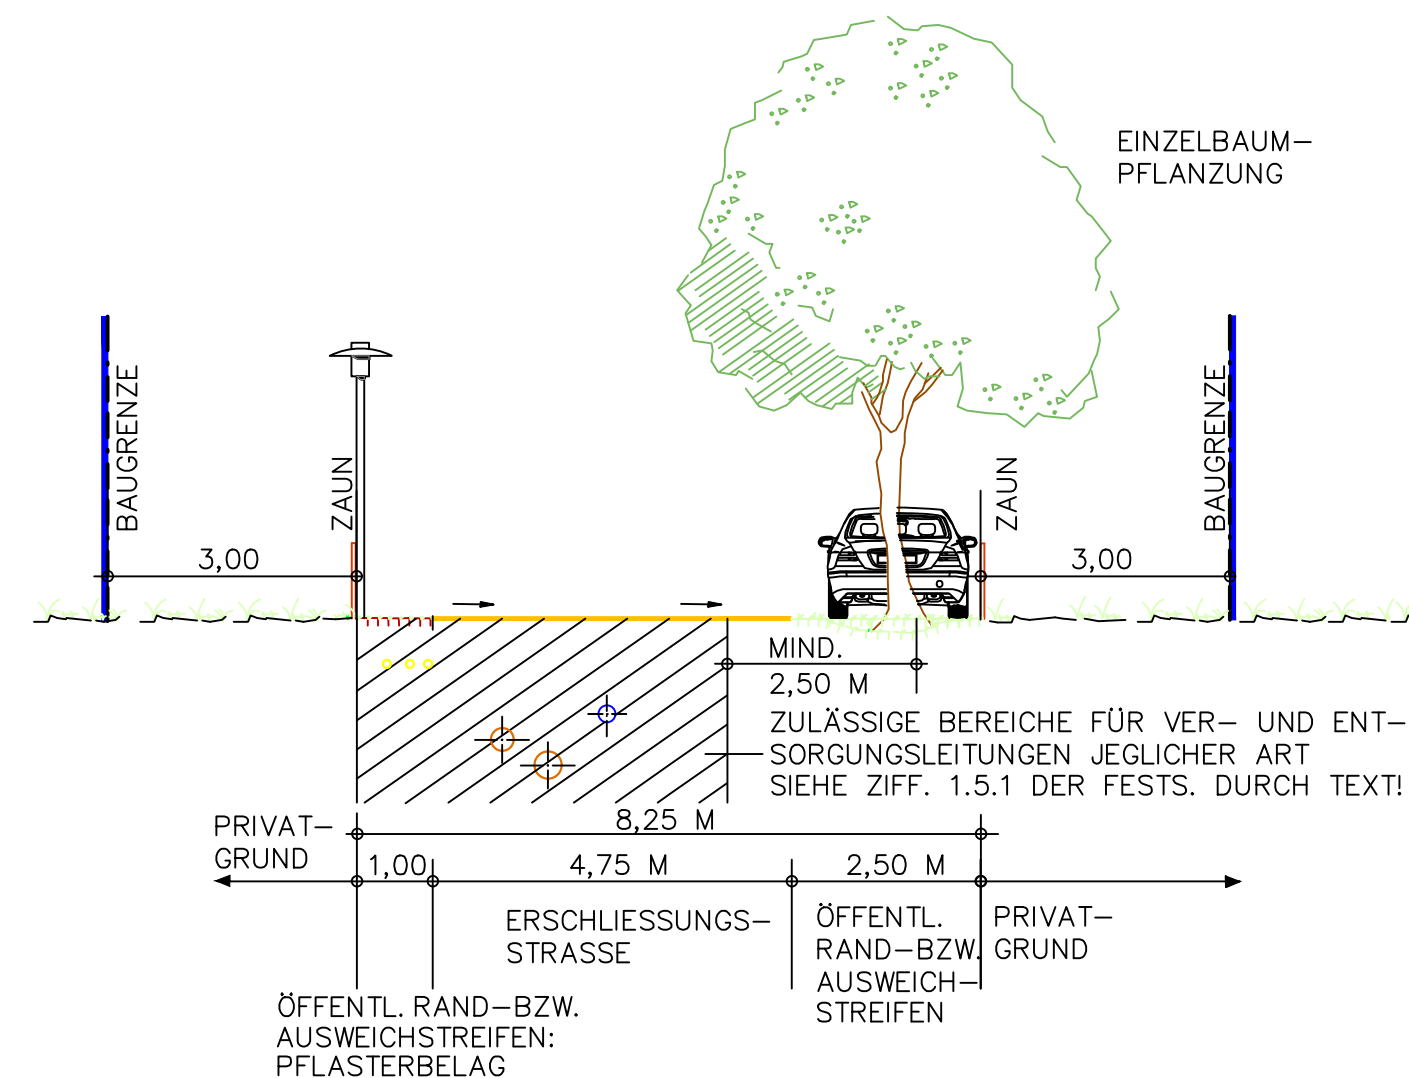 EINZELBAUM-
PFLANZUNG
BAUGRENZE
ZAUN
ZAUN
BAUGRENZE
3,00
3,00
MIND.
2,50 M
ZULÄSSIGE BEREICHE FÜR VER- UND ENT-
SORGUNGSLEITUNGEN JEGLICHER ART
SIEHE ZIFF. 1.5.1 DER FESTS. DURCH TEXT!
8,25 M
PRIVAT-
GRUND
1,00
4,75 M
2,50 M
ERSCHLIESSUNGS-
STRASSE
ÖFFENTL.
RAND-BZW.
AUSWEICH-
STREIFEN
PRIVAT-
GRUND
ÖFFENTL. RAND-BZW.
AUSWEICHSTREIFEN:
PFLASTERBELAG